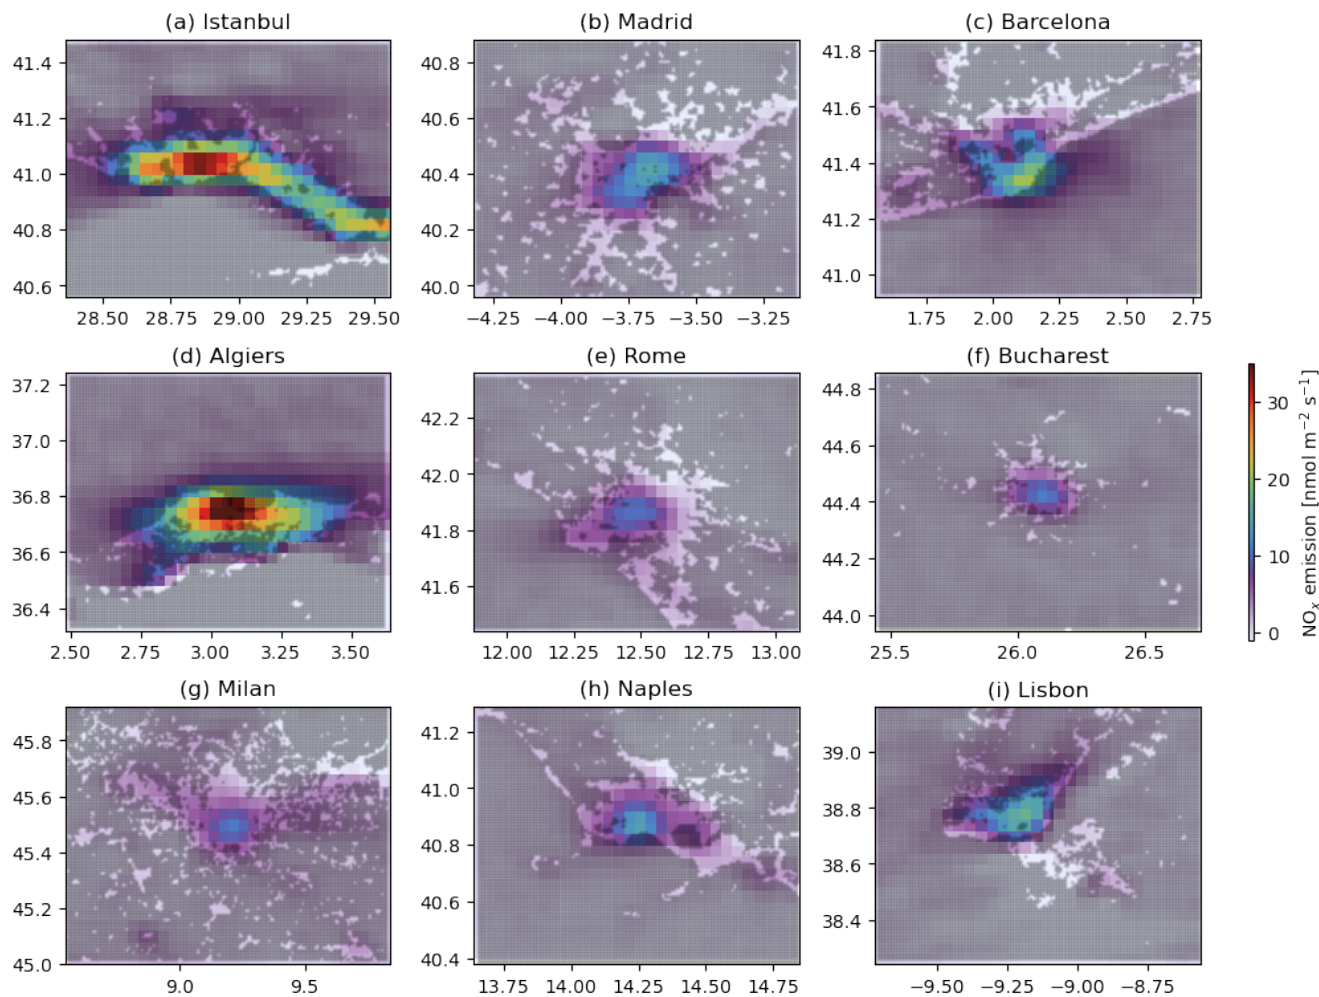 (a) Istanbul
(b) Madrid
(c) Barcelona
41.4
41.2
41.0
40.8
40.6
28.50 28.75 29.00 29.25 29.50
40.8
40.6
40.4
40.2
40.0
−4.25 −4.00 −3.75 −3.50 −3.25
41.8
41.6
41.4
41.2
41.0
1.75 2.00 2.25 2.50 2.75
(d) Algiers
(e) Rome
(f) Bucharest
37.2
37.0
36.8
36.6
36.4
2.50 2.75 3.00 3.25 3.50
42.2
42.0
41.8
41.6
12.00 12.25 12.50 12.75 13.00
44.8
44.6
44.4
44.2
44.0
25.5 26.0 26.5
30
20
10
0
NOₓ emission [nmol m⁻² s⁻¹]
(g) Milan
(h) Naples
(i) Lisbon
45.8
45.6
45.4
45.2
45.0
9.0 9.5
41.2
41.0
40.8
40.6
40.4
13.75 14.00 14.25 14.50 14.75
39.0
38.8
38.6
38.4
−9.50 −9.25 −9.00 −8.75